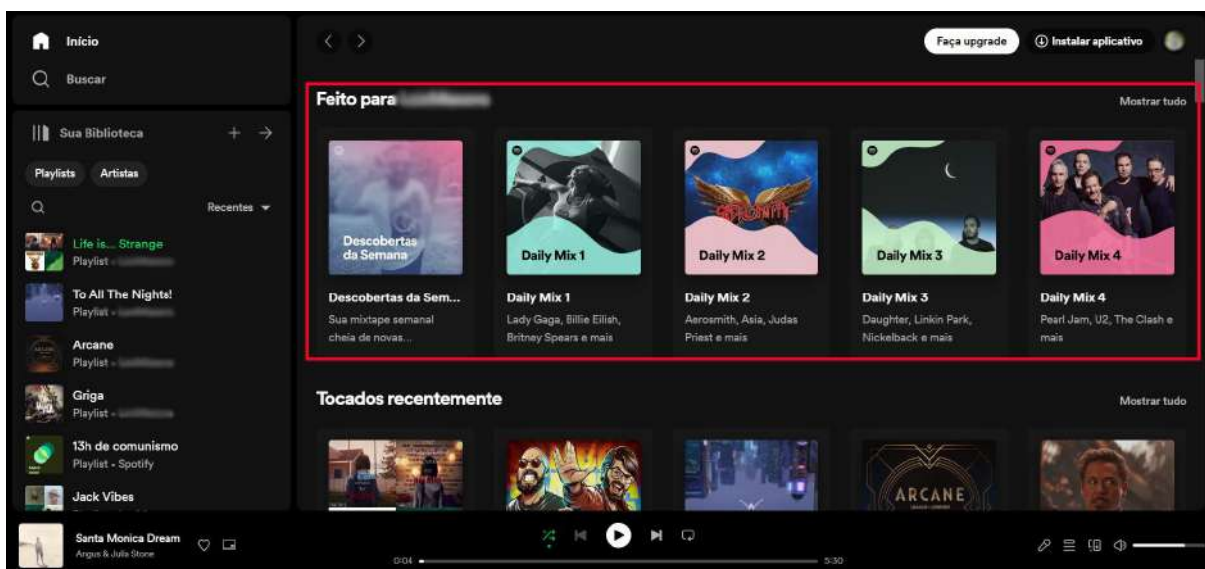 Início
Buscar
Sua Biblioteca
Playlists
Artistas
Recentes
Life is... Strange
Playlist •
To All The Nights!
Playlist •
Arcane
Playlist •
Griga
Playlist •
13h de comunismo
Playlist • Spotify
Jack Vibes
Faça upgrade
Instalar aplicativo
Feito para
Mostrar tudo
Descobertas
da Semana
Descobertas da Sem...
Sua mixtape semanal
cheia de novas...
Daily Mix 1
Daily Mix 1
Lady Gaga, Billie Eilish,
Britney Spears e mais
AEROSMITH
Daily Mix 2
Daily Mix 2
Aerosmith, Asia, Judas
Priest e mais
Daily Mix 3
Daily Mix 3
Daughter, Linkin Park,
Nickelback e mais
Daily Mix 4
Daily Mix 4
Pearl Jam, U2, The Clash e
mais
Tocados recentemente
Mostrar tudo
ARCANE
Santa Monica Dream
Angus & Julia Stone
0:04
5:30